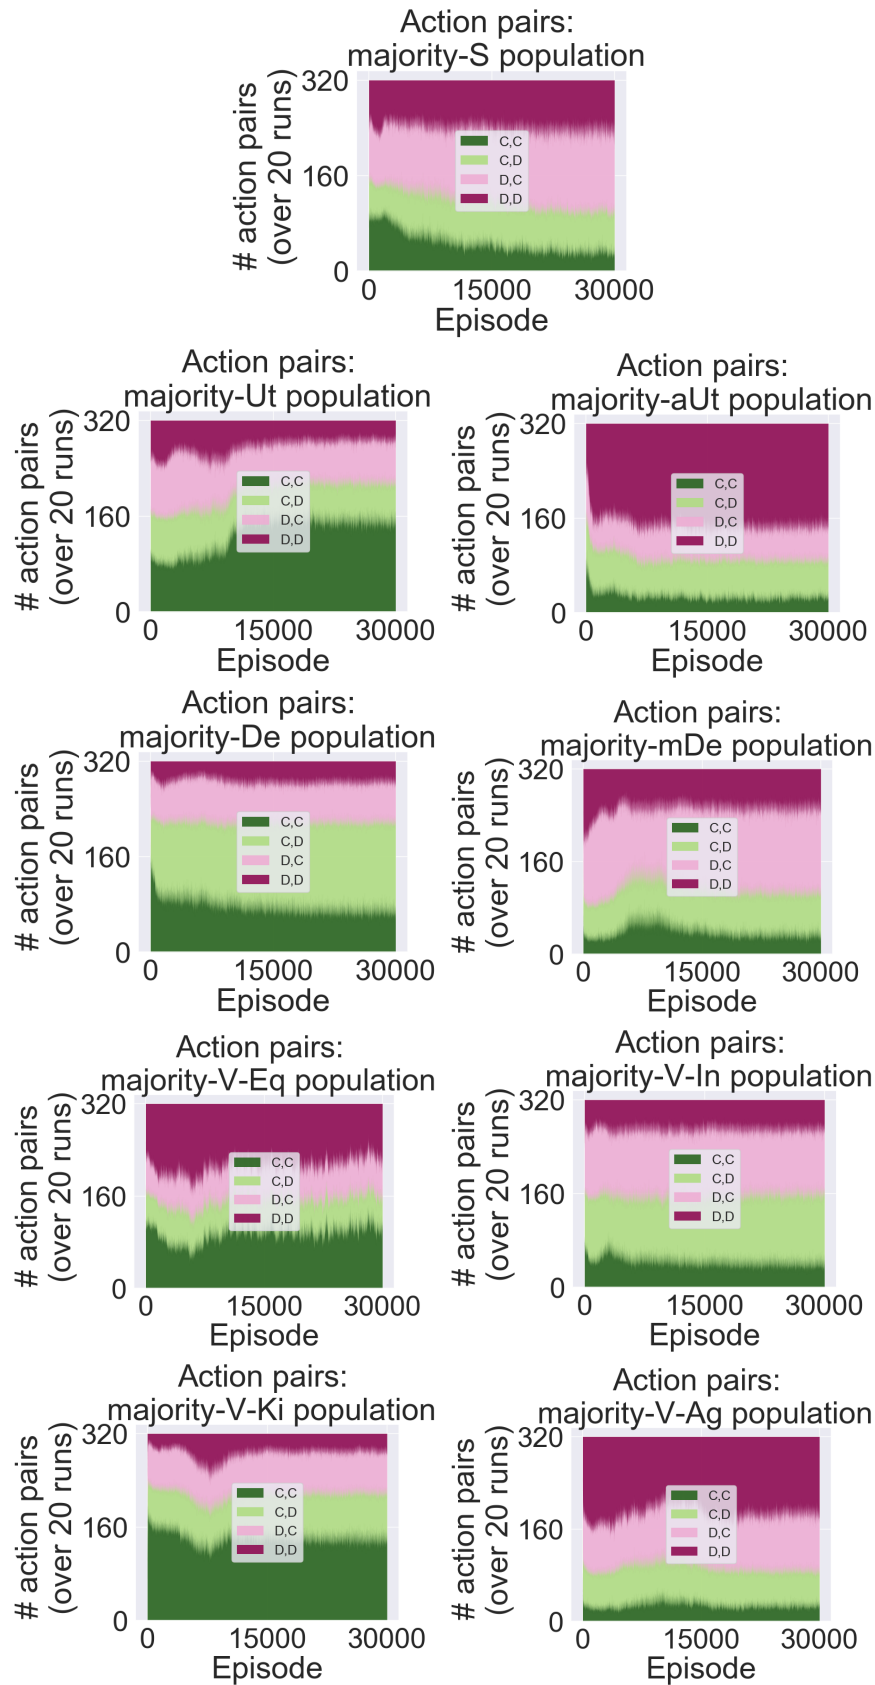 Action pairs:
majority-S population
# action pairs
(over 20 runs)
320
160
0
C,C
C,D
D,C
D,D
0 15000 30000
Episode
Action pairs:
majority-Ut population
# action pairs
(over 20 runs)
320
160
0
C,C
C,D
D,C
D,D
0 15000 30000
Episode
Action pairs:
majority-aUt population
# action pairs
(over 20 runs)
320
160
0
C,C
C,D
D,C
D,D
0 15000 30000
Episode
Action pairs:
majority-De population
# action pairs
(over 20 runs)
320
160
0
C,C
C,D
D,C
D,D
0 15000 30000
Episode
Action pairs:
majority-mDe population
# action pairs
(over 20 runs)
320
160
0
C,C
C,D
D,C
D,D
0 15000 30000
Episode
Action pairs:
majority-V-Eq population
# action pairs
(over 20 runs)
320
160
0
C,C
C,D
D,C
D,D
0 15000 30000
Episode
Action pairs:
majority-V-In population
# action pairs
(over 20 runs)
320
160
0
C,C
C,D
D,C
D,D
0 15000 30000
Episode
Action pairs:
majority-V-Ki population
# action pairs
(over 20 runs)
320
160
0
C,C
C,D
D,C
D,D
0 15000 30000
Episode
Action pairs:
majority-V-Ag population
# action pairs
(over 20 runs)
320
160
0
C,C
C,D
D,C
D,D
0 15000 30000
Episode